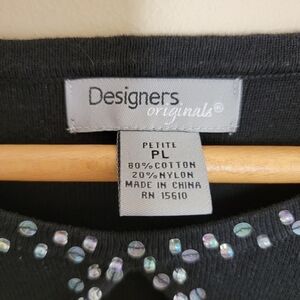 Designers
originals®
PETITE
PL
80% COTTON
20% NYLON
MADE IN CHINA
RN 15610